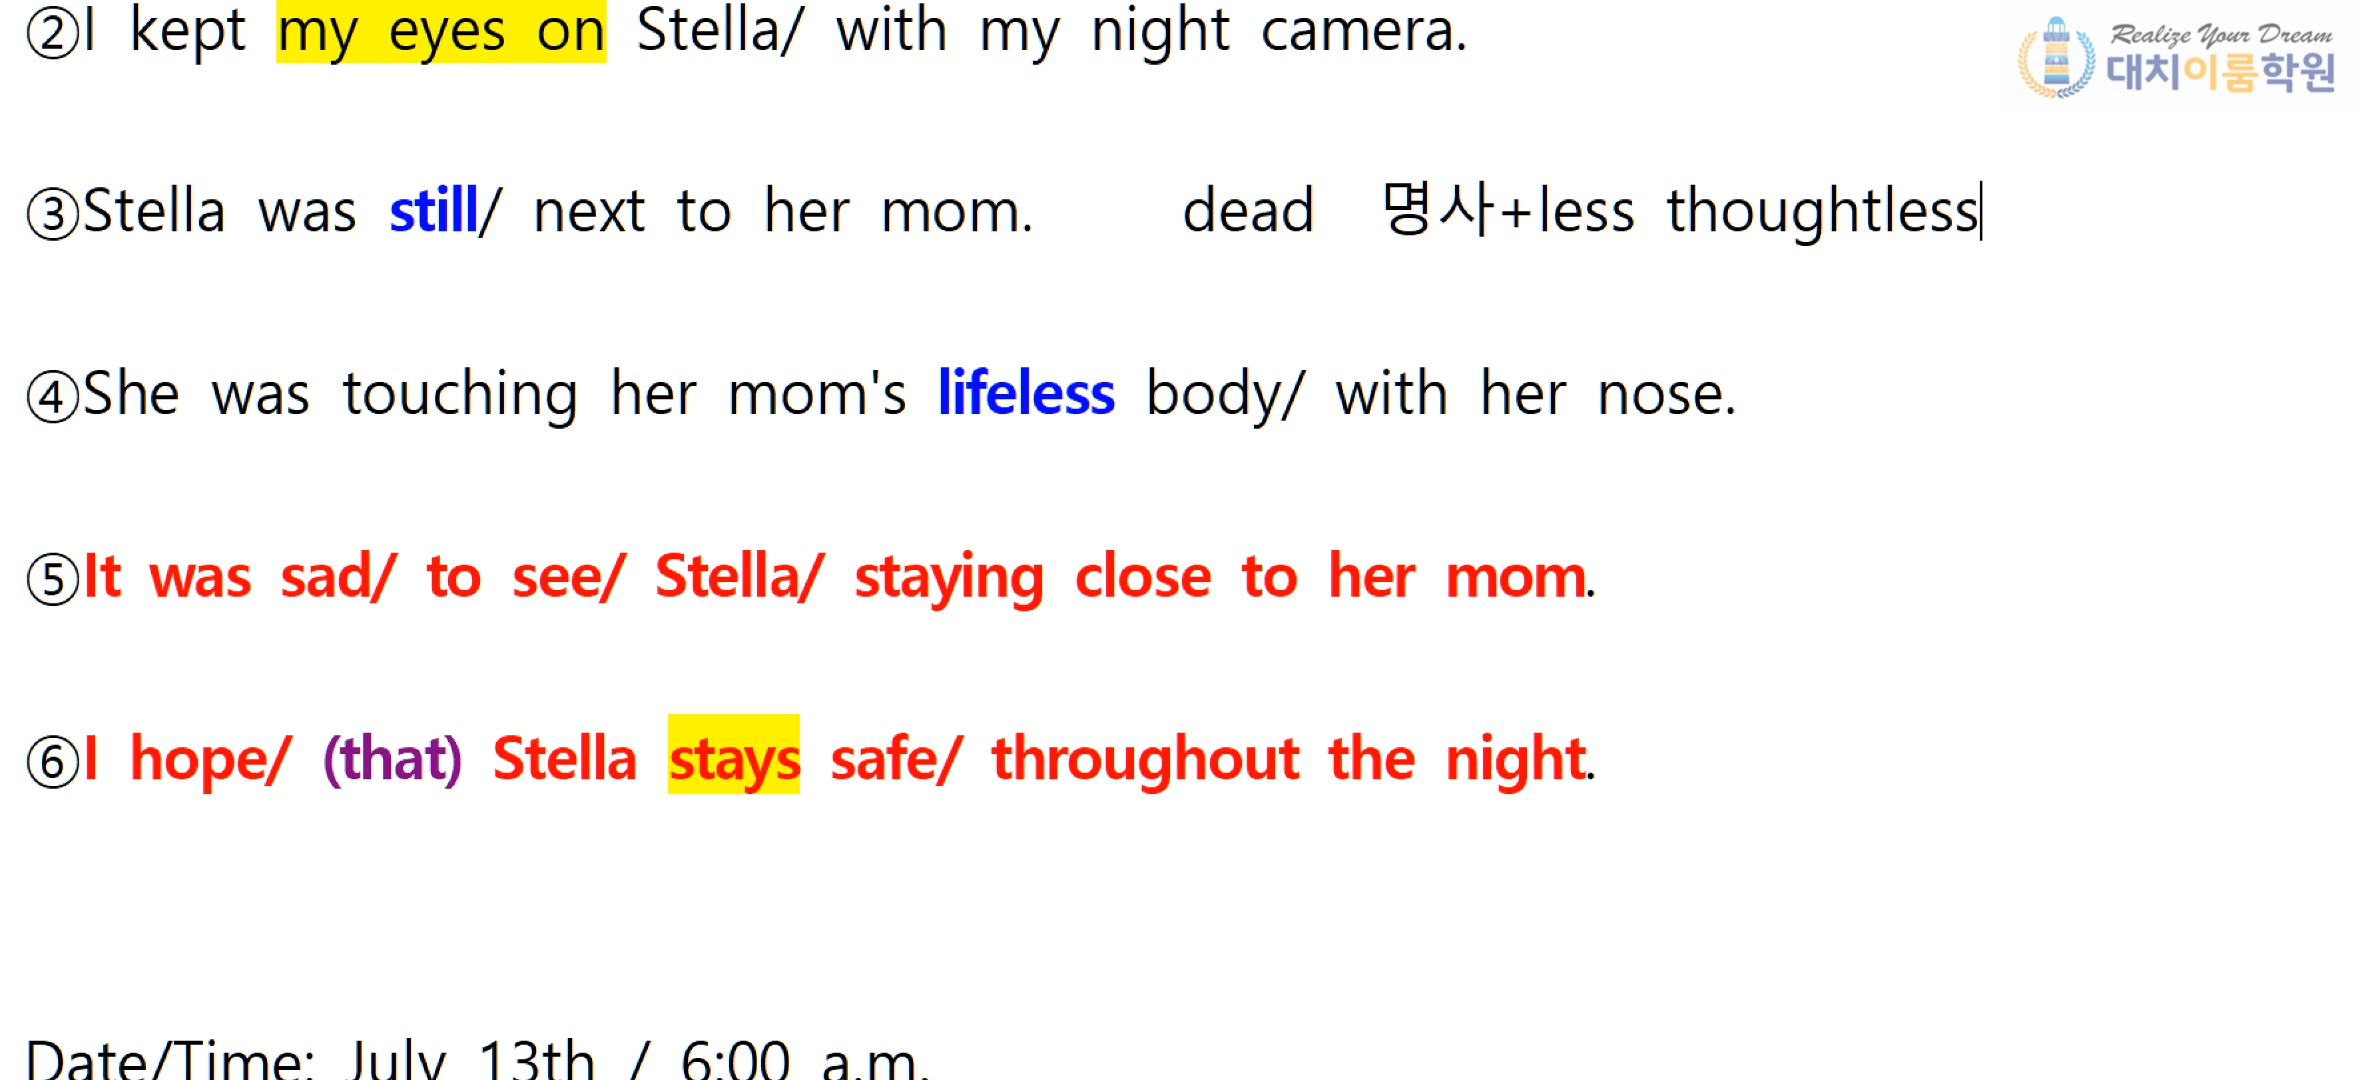 ②I kept my eyes on Stella/ with my night camera.
Realize Your Dream
대치이룸학원
③Stella was still/ next to her mom. dead 명사+less thoughtless
④She was touching her mom's lifeless body/ with her nose.
⑤It was sad/ to see/ Stella/ staying close to her mom.
⑥I hope/ (that) Stella stays safe/ throughout the night.
Date/Time: July 13th / 6:00 a.m.